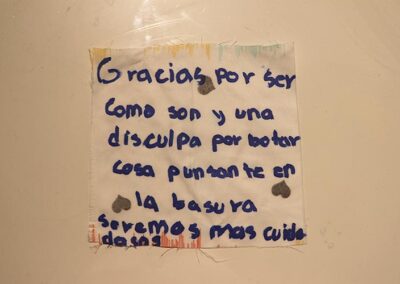 Gracias por ser
como son y una
disculpa por botar
cosa punsante en
la basura
seremos mas cuida
dosos